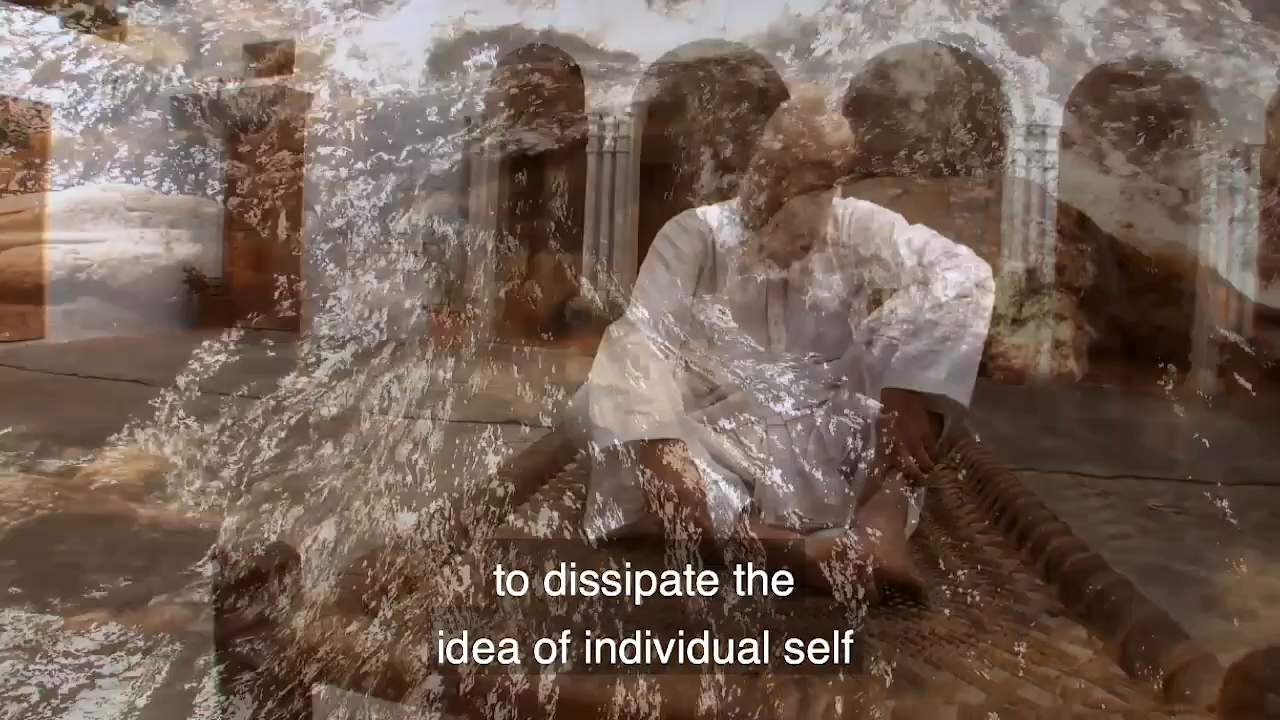 to dissipate the
idea of individual self